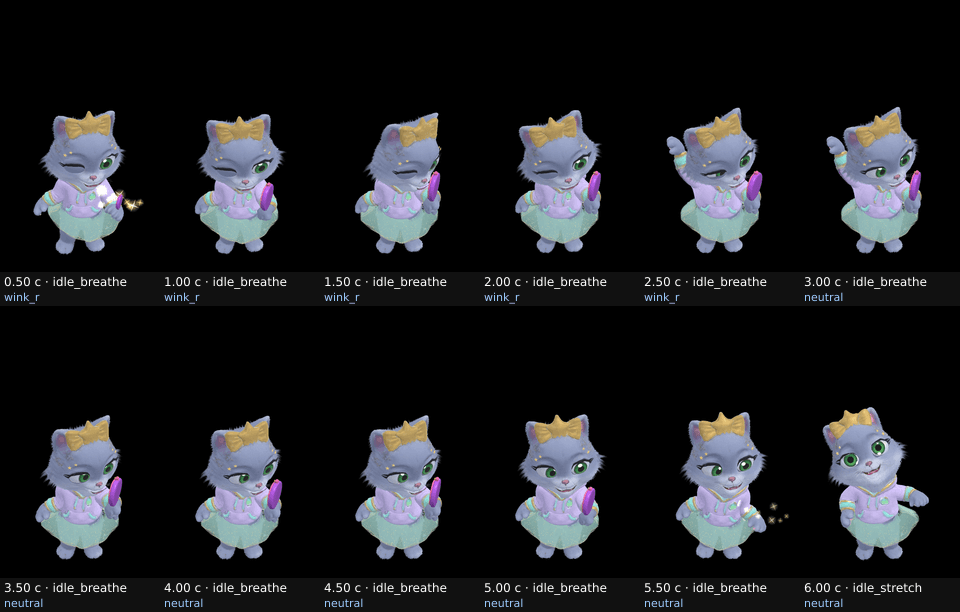 0.50 с · idle_breathe
wink_r
1.00 с · idle_breathe
wink_r
1.50 с · idle_breathe
wink_r
2.00 с · idle_breathe
wink_r
2.50 с · idle_breathe
wink_r
3.00 с · idle_breathe
neutral
3.50 с · idle_breathe
neutral
4.00 с · idle_breathe
neutral
4.50 с · idle_breathe
neutral
5.00 с · idle_breathe
neutral
5.50 с · idle_breathe
neutral
6.00 с · idle_stretch
neutral